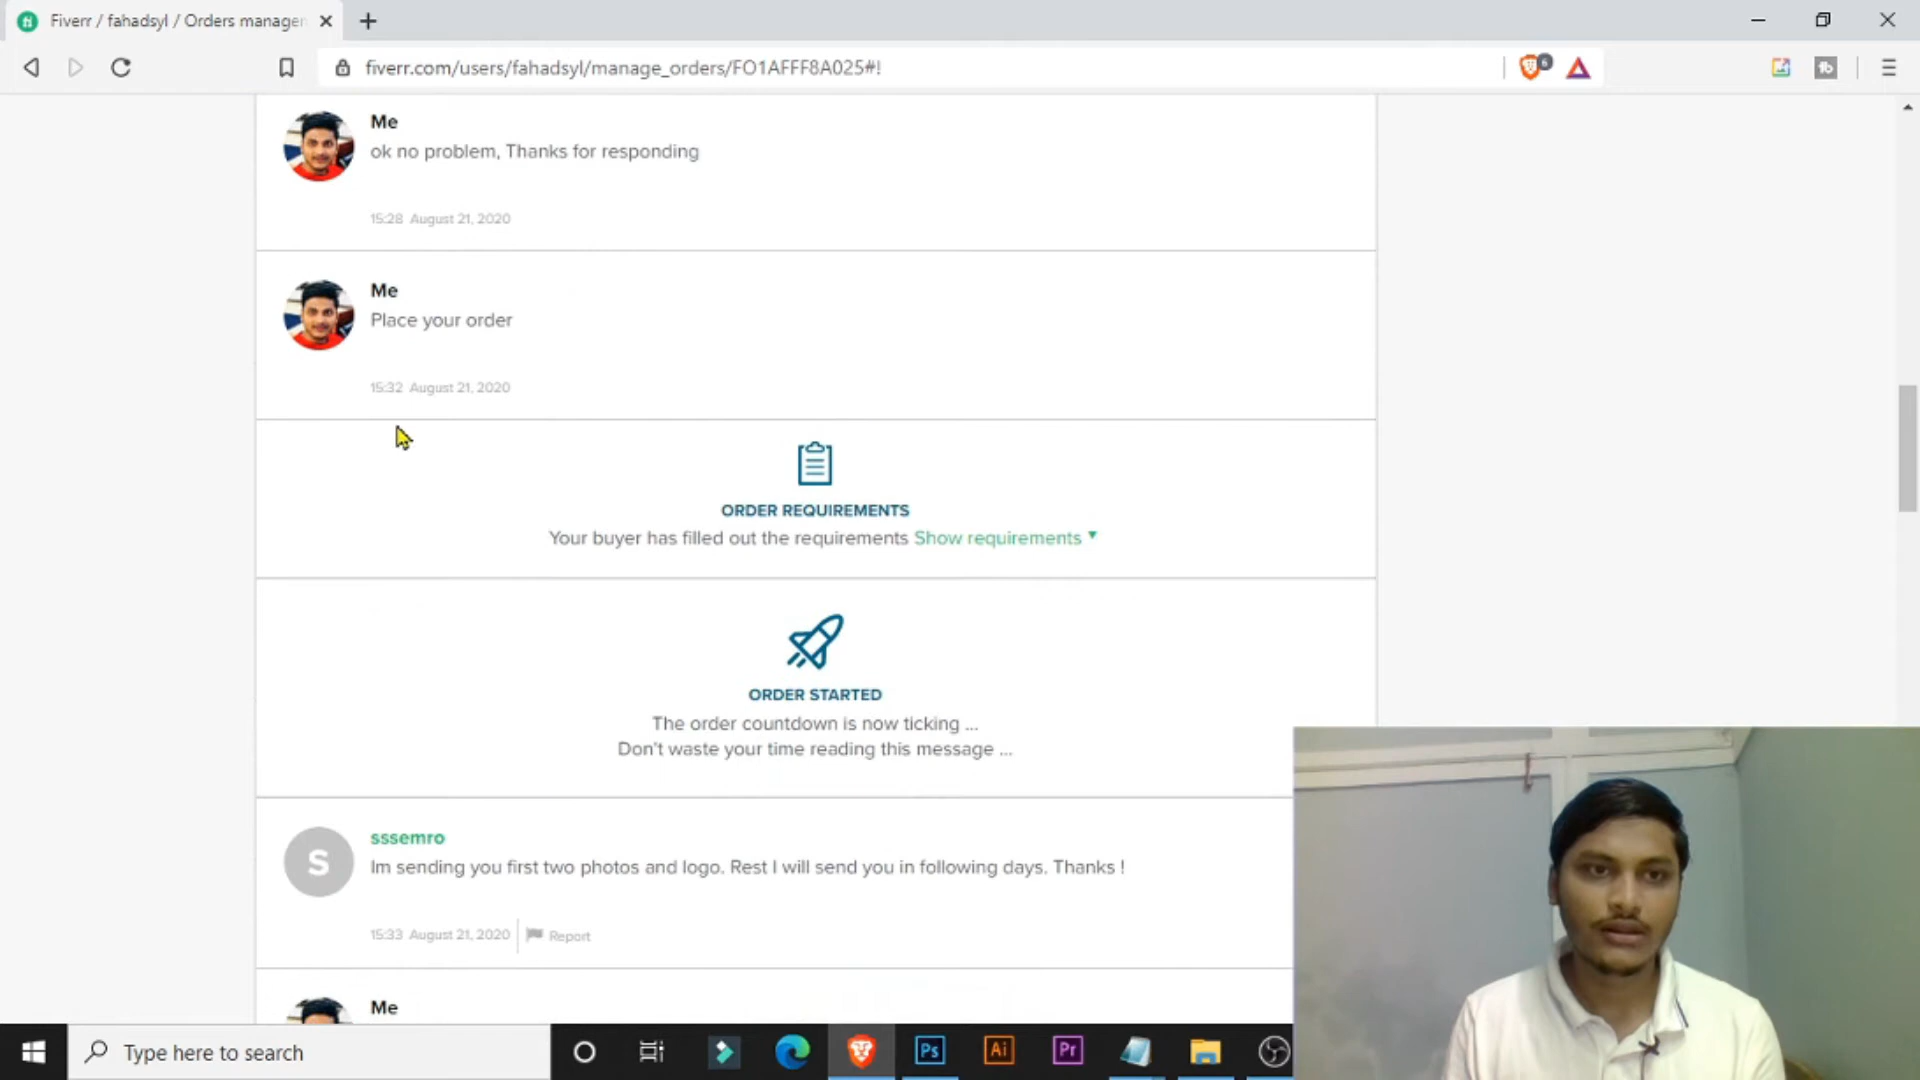 Fiverr / fahadsyl / Orders manager
fiverr.com/users/fahadsyl/manage_orders/FO1AFFF8A025#!
6
Me
ok no problem, Thanks for responding
15:28 August 21, 2020
Me
Place your order
15:32 August 21, 2020
ORDER REQUIREMENTS
Your buyer has filled out the requirements Show requirements
ORDER STARTED
The order countdown is now ticking ...
Don't waste your time reading this message ...
S
sssemro
Im sending you first two photos and logo. Rest I will send you in following days. Thanks !
15:33 August 21, 2020 Report
Me
Type here to search
Ps
Ai
Pr